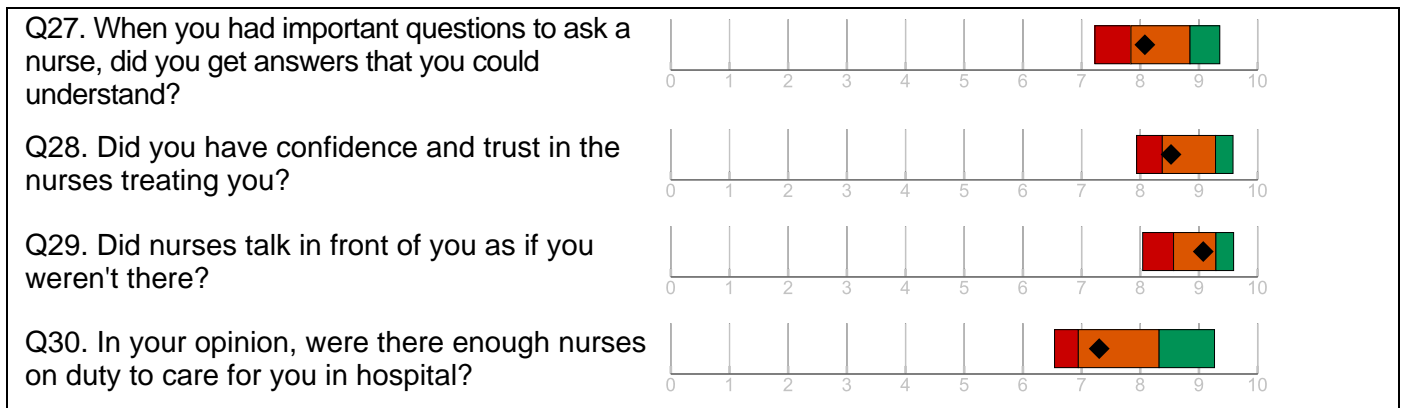 Q27. When you had important questions to ask a
nurse, did you get answers that you could
understand?
0 1 2 3 4 5 6 7 8 9 10
Q28. Did you have confidence and trust in the
nurses treating you?
0 1 2 3 4 5 6 7 8 9 10
Q29. Did nurses talk in front of you as if you
weren't there?
0 1 2 3 4 5 6 7 8 9 10
Q30. In your opinion, were there enough nurses
on duty to care for you in hospital?
0 1 2 3 4 5 6 7 8 9 10